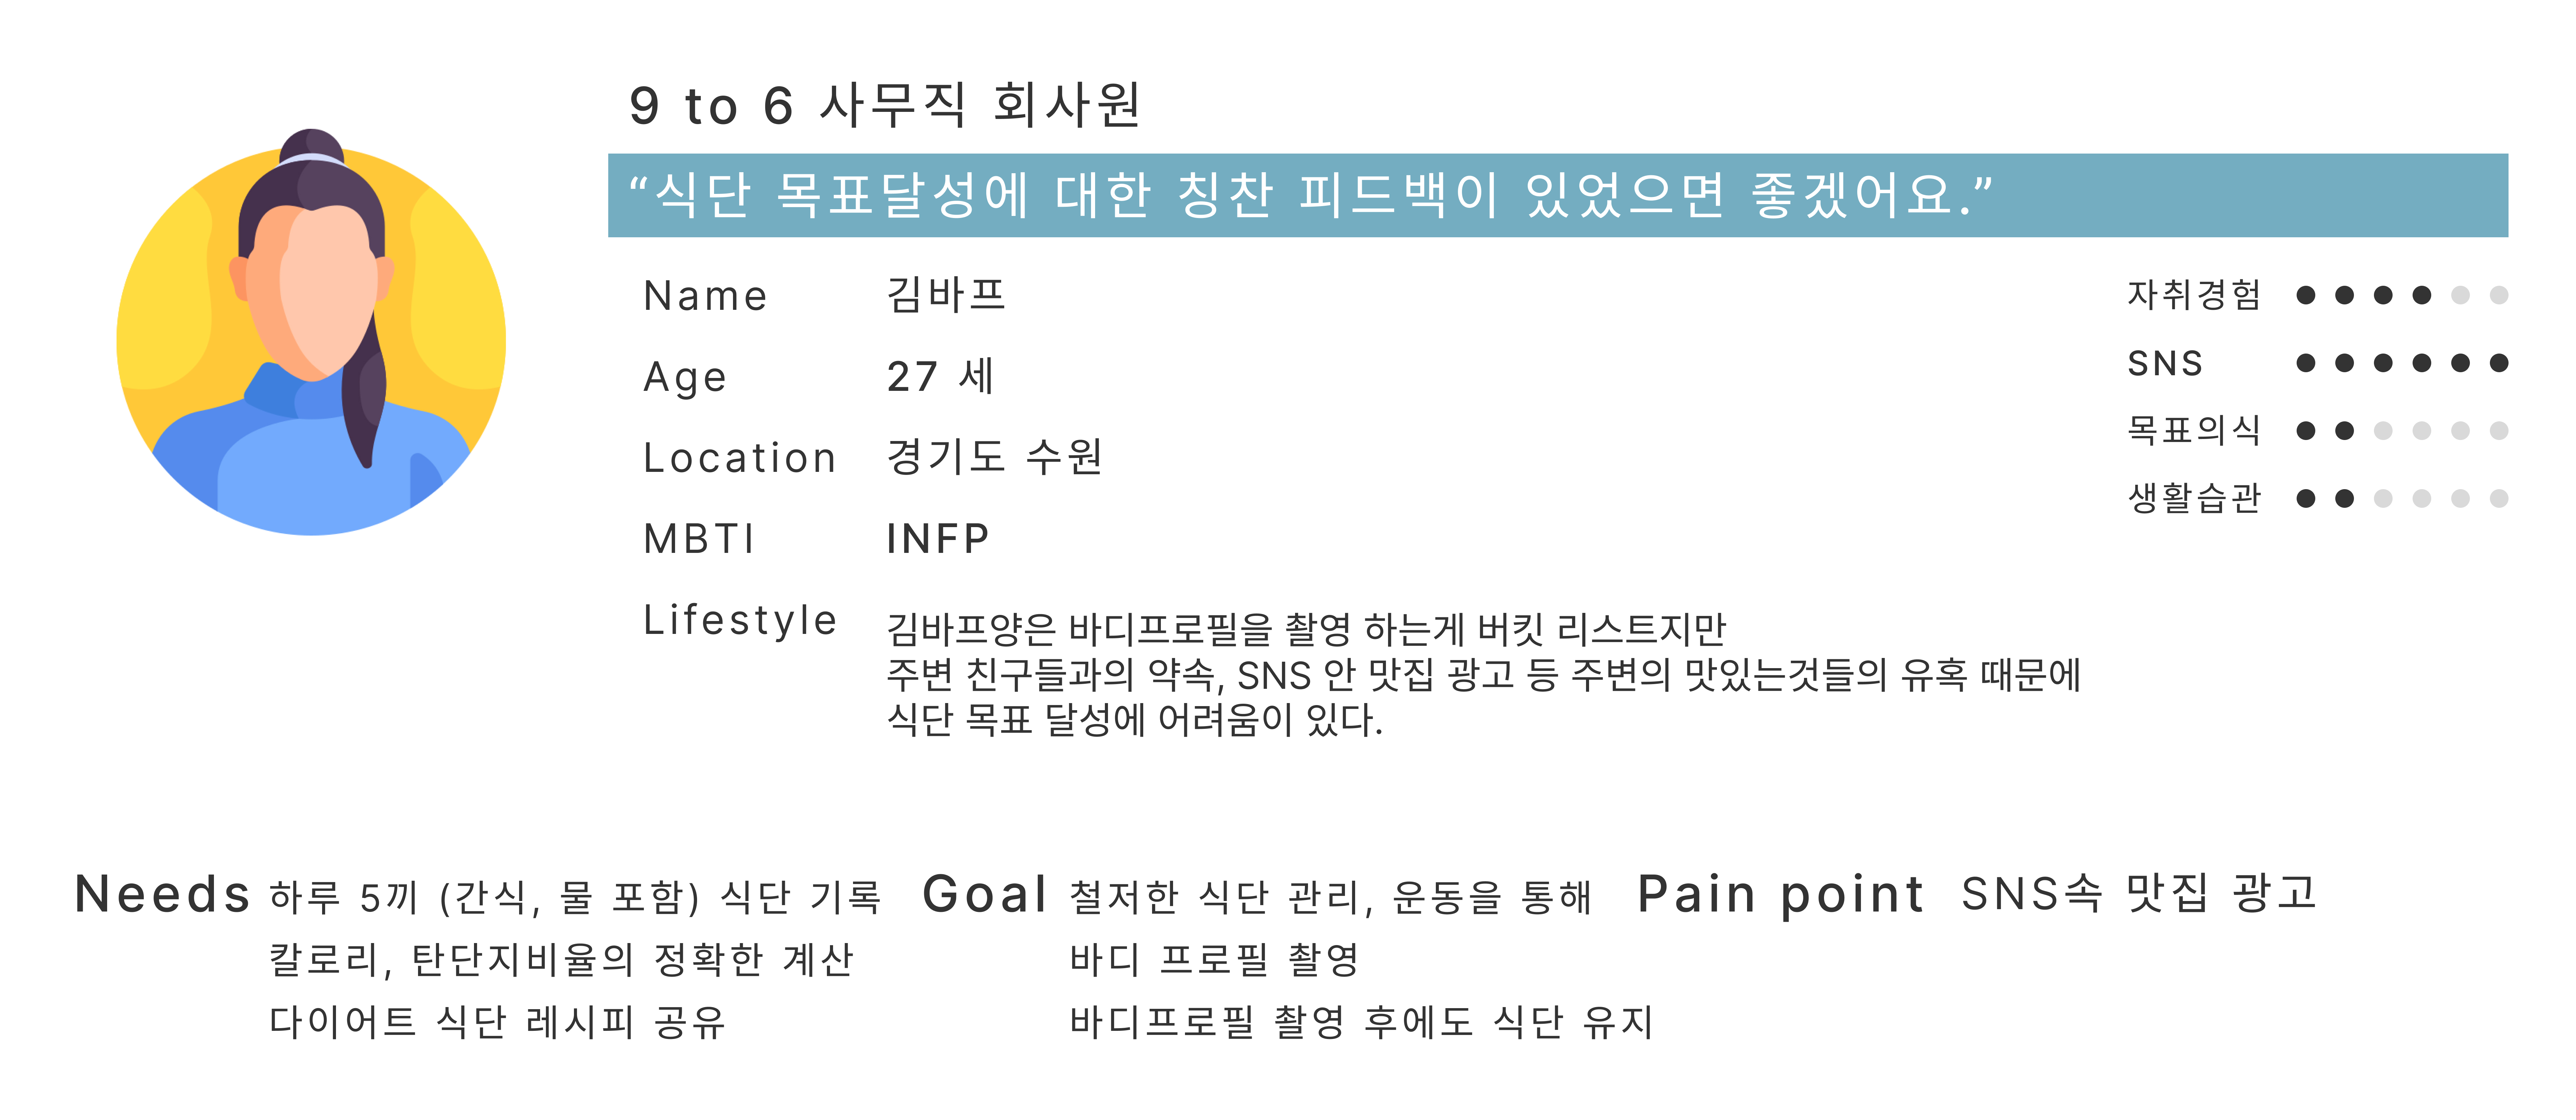 9 to 6 사무직 회사원
“식단 목표달성에 대한 칭찬 피드백이 있었으면 좋겠어요.”
Name 김바프
Age 27 세
Location 경기도 수원
MBTI INFP
Lifestyle 김바프양은 바디프로필을 촬영 하는게 버킷 리스트지만
주변 친구들과의 약속, SNS 안 맛집 광고 등 주변의 맛있는것들의 유혹 때문에
식단 목표 달성에 어려움이 있다.
자취경험
SNS
목표의식
생활습관
Needs 하루 5끼 (간식, 물 포함) 식단 기록
칼로리, 탄단지비율의 정확한 계산
다이어트 식단 레시피 공유
Goal 철저한 식단 관리, 운동을 통해
바디 프로필 촬영
바디프로필 촬영 후에도 식단 유지
Pain point SNS속 맛집 광고